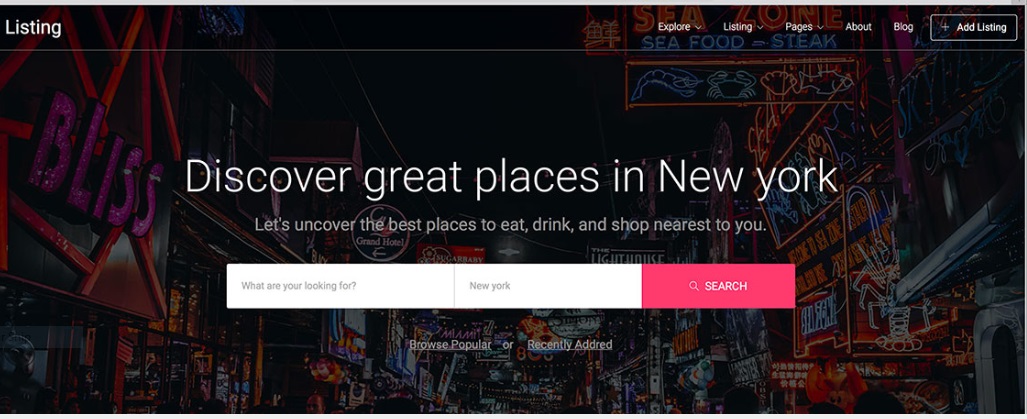 Listing
Explore
Listing
Pages
About
Blog
+ Add Listing
SEA ZONE
SEA FOOD - STEAK
BLISS
Discover great places in New york
Let's uncover the best places to eat, drink, and shop nearest to you.
Grand Hotel
SUGARBABY
THE
LIGHTHOUSE
What are your looking for?
New york
SEARCH
MIAMI
Browse Popular or Recently Addred